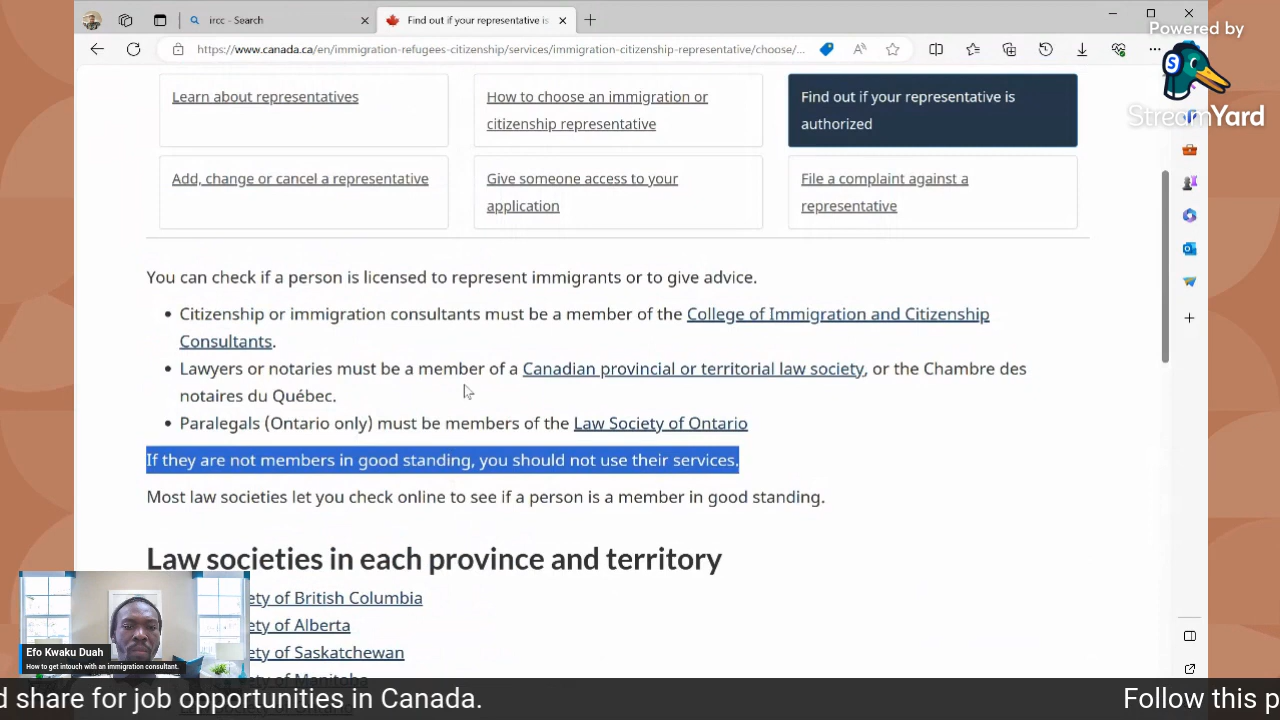 ircc - Search
Find out if your representative is
Powered by
https://www.canada.ca/en/immigration-refugees-citizenship/services/immigration-citizenship-representative/choose/...
StreamYard
Learn about representatives
How to choose an immigration or
citizenship representative
Find out if your representative is
authorized
Add, change or cancel a representative
Give someone access to your
application
File a complaint against a
representative
You can check if a person is licensed to represent immigrants or to give advice.
• Citizenship or immigration consultants must be a member of the College of Immigration and Citizenship
Consultants.
• Lawyers or notaries must be a member of a Canadian provincial or territorial law society, or the Chambre des
notaires du Québec.
• Paralegals (Ontario only) must be members of the Law Society of Ontario
If they are not members in good standing, you should not use their services.
Most law societies let you check online to see if a person is a member in good standing.
Law societies in each province and territory
ety of British Columbia
ety of Alberta
ety of Saskatchewan
ety of Manitoba
Efo Kwaku Duah
How to get intouch with an immigration consultant.
d share for job opportunities in Canada.
Follow this p